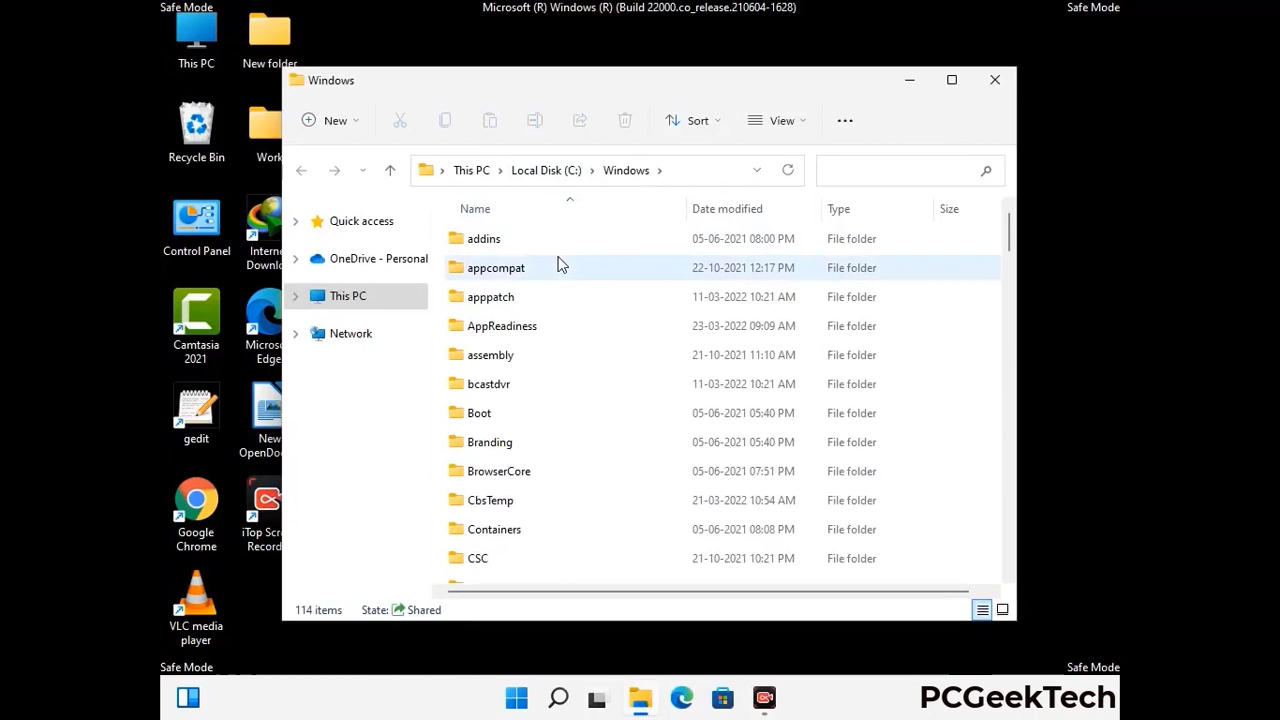 Safe Mode
Microsoft (R) Windows (R) (Build 22000.co_release.210604-1628)
Safe Mode
This PC
New folder
Recycle Bin
Work
Control Panel
Internet
Downlo
Camtasia
2021
Micros
Edge
gedit
New
OpenDo
Google
Chrome
iTop Scre
Record
VLC media
player
Windows
New
Sort
View
This PC
Local Disk (C:)
Windows
Name
Date modified
Type
Size
Quick access
OneDrive - Personal
This PC
Network
addins 05-06-2021 08:00 PM File folder
appcompat 22-10-2021 12:17 PM File folder
apppatch 11-03-2022 10:21 AM File folder
AppReadiness 23-03-2022 09:09 AM File folder
assembly 21-10-2021 11:10 AM File folder
bcastdvr 11-03-2022 10:21 AM File folder
Boot 05-06-2021 05:40 PM File folder
Branding 05-06-2021 05:40 PM File folder
BrowserCore 05-06-2021 07:51 PM File folder
CbsTemp 21-03-2022 10:54 AM File folder
Containers 05-06-2021 08:08 PM File folder
CSC 21-10-2021 10:21 PM File folder
114 items
State: Shared
Safe Mode
Safe Mode
PCGeekTech